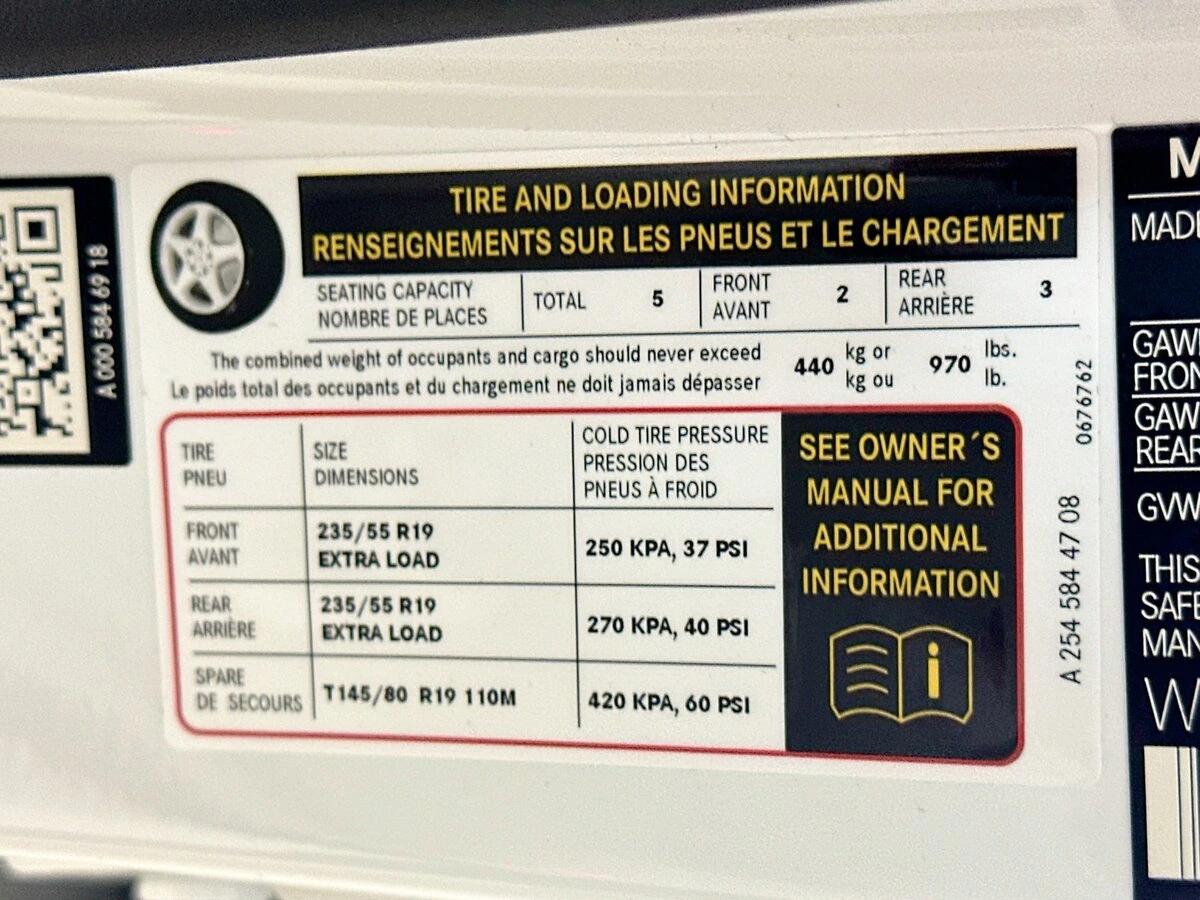 A 000 584 69 18
TIRE AND LOADING INFORMATION
RENSEIGNEMENTS SUR LES PNEUS ET LE CHARGEMENT
SEATING CAPACITY
NOMBRE DE PLACES
TOTAL 5
FRONT
AVANT
2
REAR
ARRIÈRE
3
The combined weight of occupants and cargo should never exceed
Le poids total des occupants et du chargement ne doit jamais dépasser
440 kg or
kg ou
970 lbs.
lb.
TIRE
PNEU
SIZE
DIMENSIONS
COLD TIRE PRESSURE
PRESSION DES
PNEUS À FROID
FRONT
AVANT
235/55 R19
EXTRA LOAD
250 KPA, 37 PSI
REAR
ARRIÈRE
235/55 R19
EXTRA LOAD
270 KPA, 40 PSI
SPARE
DE SECOURS
T145/80 R19 110M
420 KPA, 60 PSI
SEE OWNER´S
MANUAL FOR
ADDITIONAL
INFORMATION
i
0676762
A 254 584 47 08
M
MADE
GAW
FRON
GAW
REAR
GVW
THIS
SAFE
MAN
W